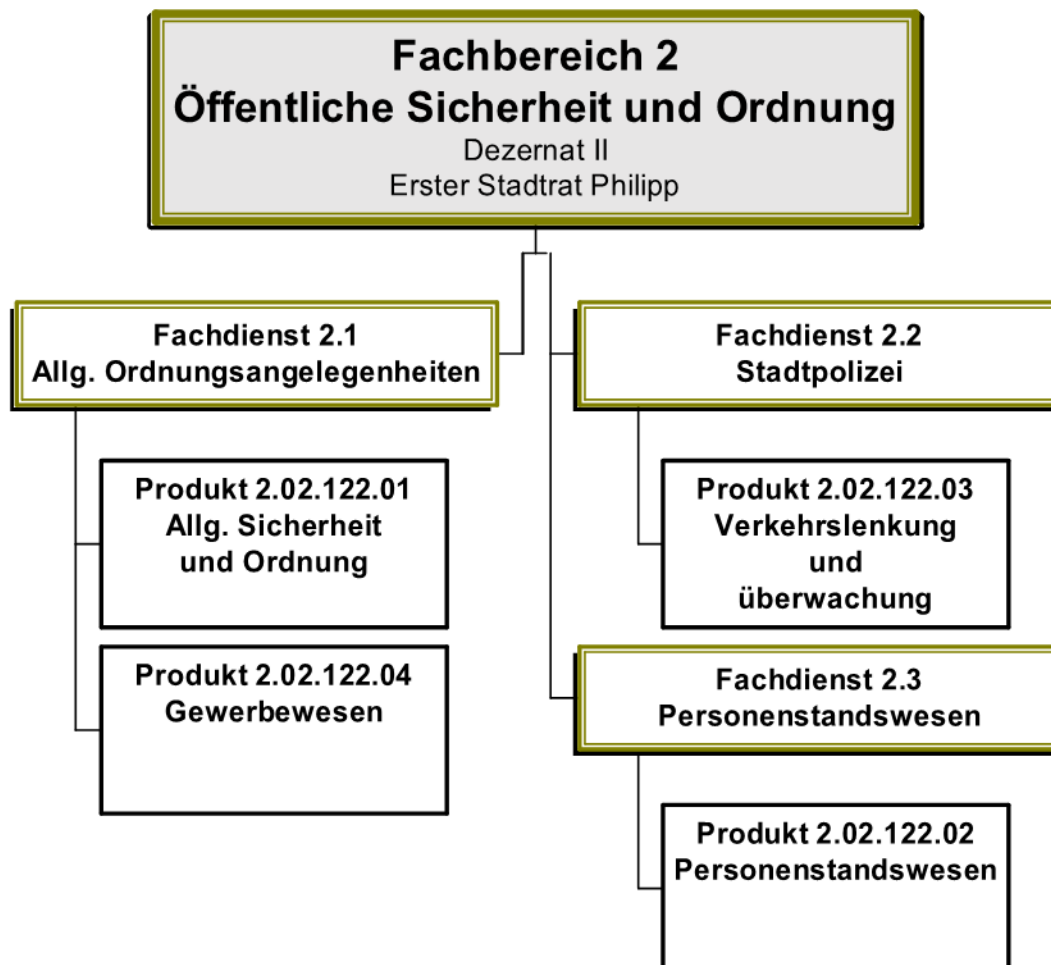 Fachbereich 2
Öffentliche Sicherheit und Ordnung
Dezernat II
Erster Stadtrat Philipp
Fachdienst 2.1
Allg. Ordnungsangelegenheiten
Produkt 2.02.122.01
Allg. Sicherheit
und Ordnung
Produkt 2.02.122.04
Gewerbewesen
Fachdienst 2.2
Stadtpolizei
Produkt 2.02.122.03
Verkehrslenkung
und
überwachung
Fachdienst 2.3
Personenstandswesen
Produkt 2.02.122.02
Personenstandswesen